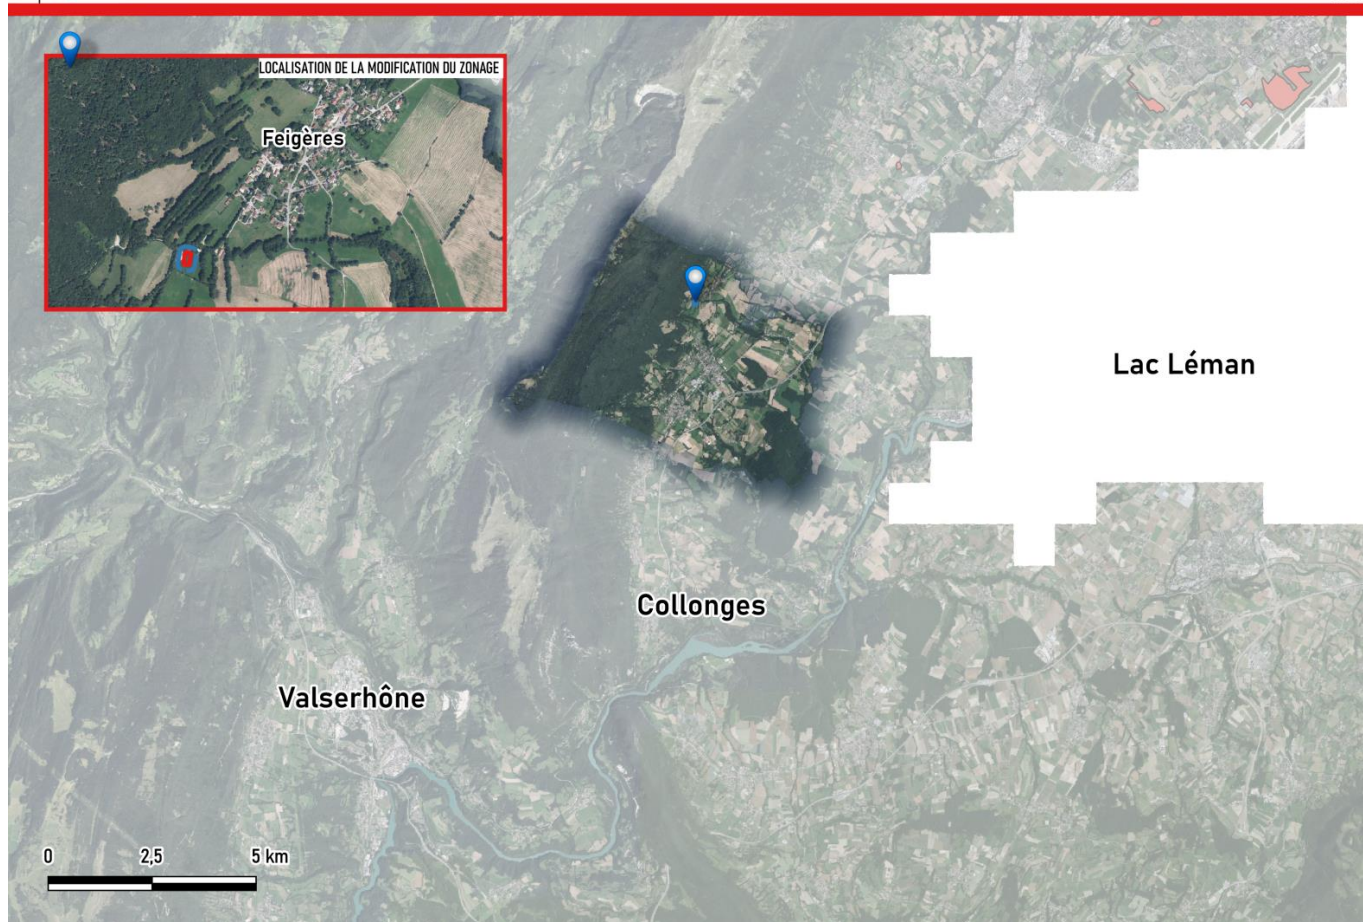 LOCALISATION DE LA MODIFICATION DU ZONAGE
Feigères
Lac Léman
Collonges
Valserhône
0 2,5 5 km